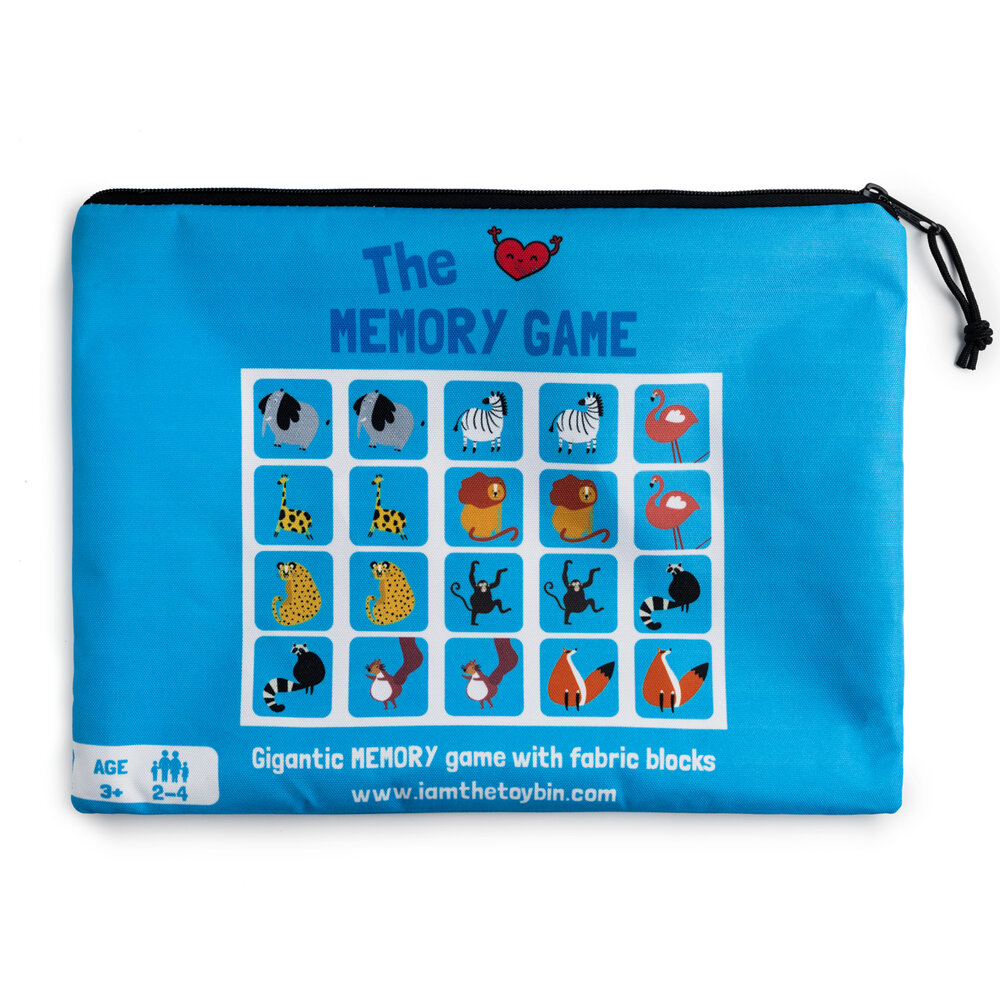 The
MEMORY GAME
Gigantic MEMORY game with fabric blocks
www.iamthetoybin.com
AGE
3+
2-4